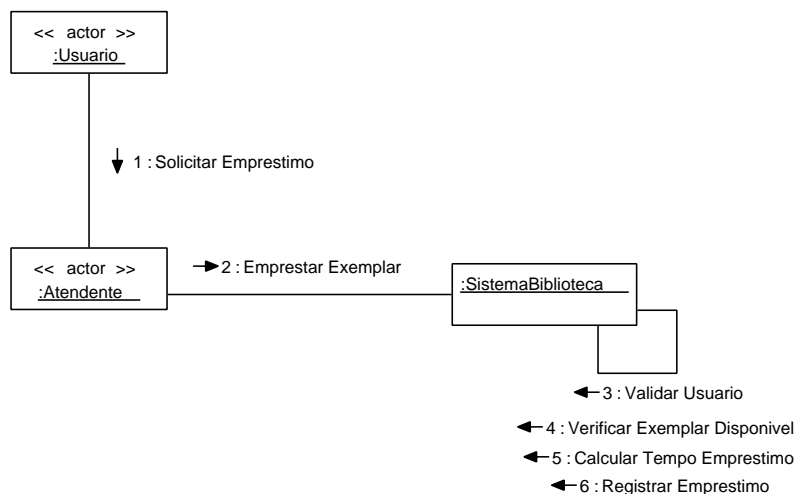 << actor >>
:Usuario
1 : Solicitar Emprestimo
<< actor >>
:Atendente
2 : Emprestar Exemplar
:SistemaBiblioteca
3 : Validar Usuario
4 : Verificar Exemplar Disponivel
5 : Calcular Tempo Emprestimo
6 : Registrar Emprestimo